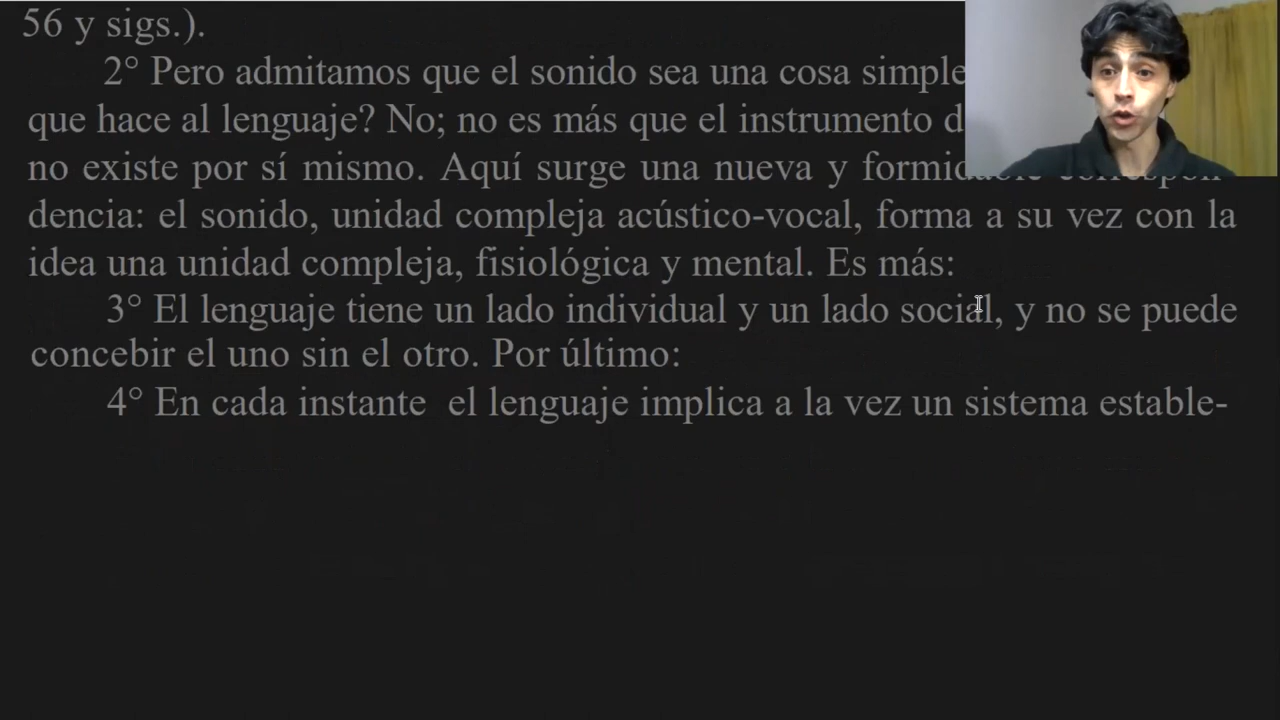 56 y sigs.).
2° Pero admitamos que el sonido sea una cosa simple
que hace al lenguaje? No; no es más que el instrumento
no existe por sí mismo. Aquí surge una nueva y formidable correspon-
dencia: el sonido, unidad compleja acústico-vocal, forma a su vez con la
idea una unidad compleja, fisiológica y mental. Es más:
3° El lenguaje tiene un lado individual y un lado social, y no se puede
concebir el uno sin el otro. Por último:
4° En cada instante el lenguaje implica a la vez un sistema estable-